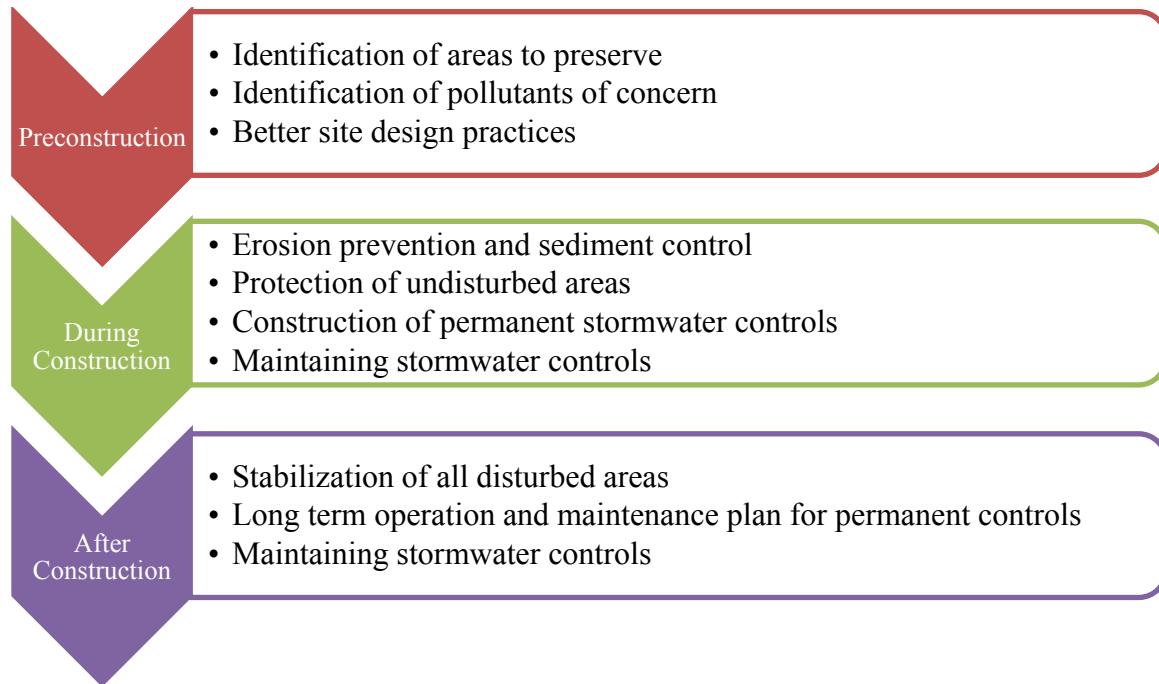 Preconstruction
• Identification of areas to preserve
• Identification of pollutants of concern
• Better site design practices
During
Construction
• Erosion prevention and sediment control
• Protection of undisturbed areas
• Construction of permanent stormwater controls
• Maintaining stormwater controls
After
Construction
• Stabilization of all disturbed areas
• Long term operation and maintenance plan for permanent controls
• Maintaining stormwater controls